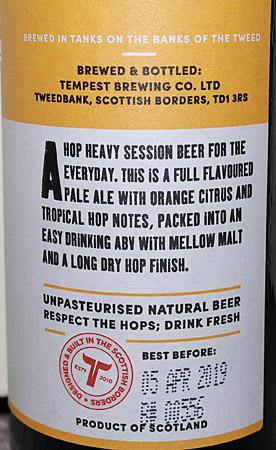 BREWED IN TANKS ON THE BANKS OF THE TWEED
BREWED & BOTTLED:
TEMPEST BREWING CO. LTD
TWEEDBANK, SCOTTISH BORDERS, TD1 3RS
A HOP HEAVY SESSION BEER FOR THE
EVERYDAY. THIS IS A FULL FLAVOURED
PALE ALE WITH ORANGE CITRUS AND
TROPICAL HOP NOTES, PACKED INTO AN
EASY DRINKING ABV WITH MELLOW MALT
AND A LONG DRY HOP FINISH.
UNPASTEURISED NATURAL BEER
RESPECT THE HOPS; DRINK FRESH
DESIGNED & BUILT IN THE SCOTTISH BORDERS
ESTD 2010
BEST BEFORE:
05 APR 2019
00556
PRODUCT OF SCOTLAND